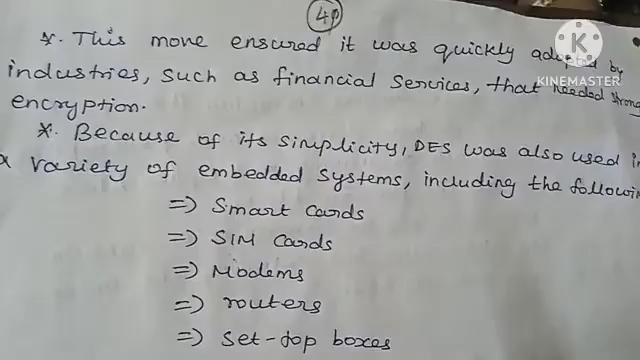 4P
*. This move ensured it was quickly adopted by
industries, such as financial services, that needed strong
encryption.
*. Because of its simplicity, DES was also used in
a variety of embedded systems, including the followin
=> Smart cards
=> SIM cards
=> Modems
=> routers
=> set-top boxes
K
KINEMASTER